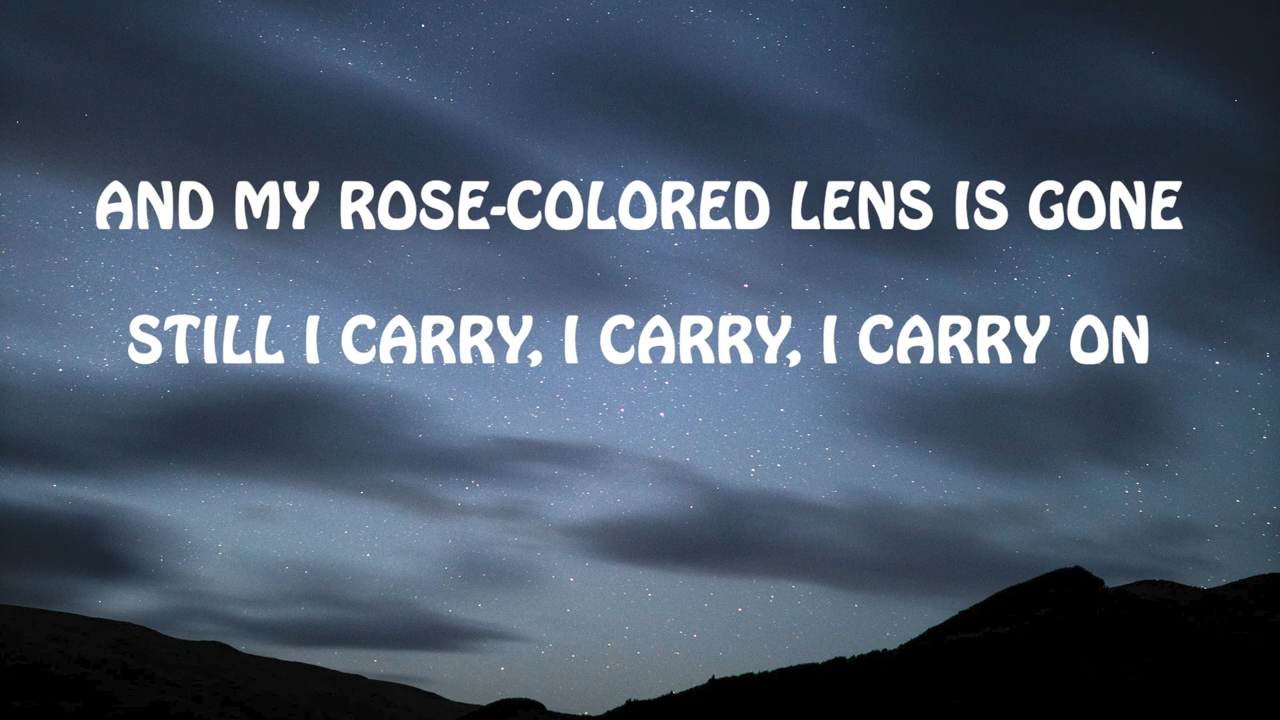 AND MY ROSE-COLORED LENS IS GONE
STILL I CARRY, I CARRY, I CARRY ON